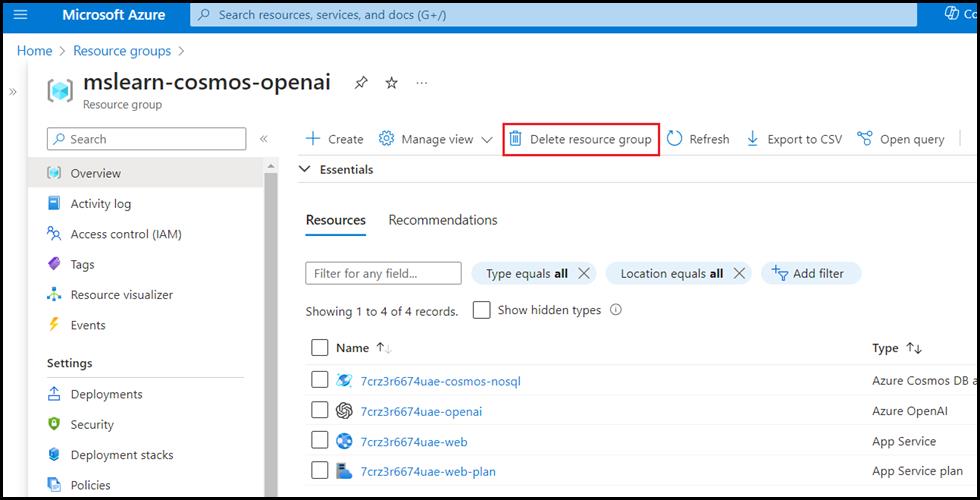 Microsoft Azure
Search resources, services, and docs (G+/)
Co
Home > Resource groups >
mslearn-cosmos-openai
Resource group
Search
Create
Manage view
Delete resource group
Refresh
Export to CSV
Open query
Overview
Activity log
Access control (IAM)
Tags
Resource visualizer
Events
Settings
Deployments
Security
Deployment stacks
Policies
Essentials
Resources
Recommendations
Filter for any field...
Type equals all
Location equals all
Add filter
Showing 1 to 4 of 4 records.
Show hidden types
Name
Type
7crz3r6674uae-cosmos-nosql
Azure Cosmos DB a
7crz3r6674uae-openai
Azure OpenAI
7crz3r6674uae-web
App Service
7crz3r6674uae-web-plan
App Service plan